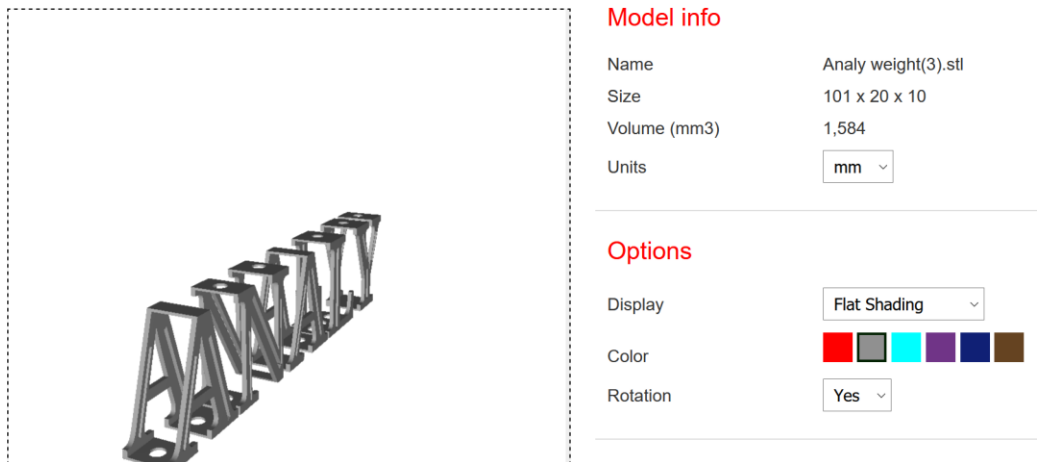 Model info
Name Analy weight(3).stl
Size 101 x 20 x 10
Volume (mm3) 1,584
Units mm
Options
Display Flat Shading
Color
Rotation Yes
ANALY